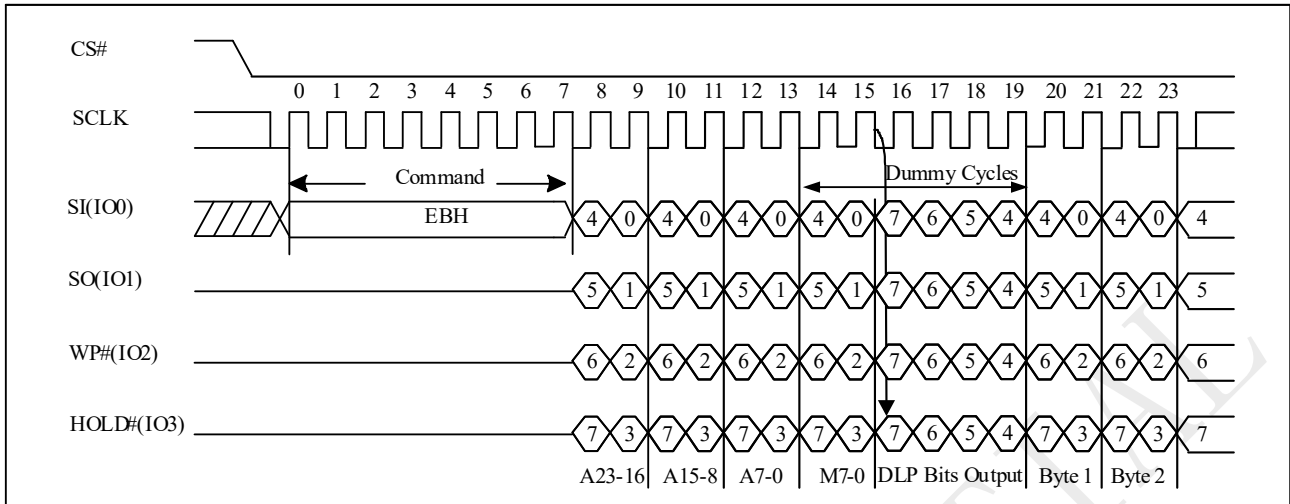 CS#
0 1 2 3 4 5 6 7 8 9 10 11 12 13 14 15 16 17 18 19 20 21 22 23
SCLK
Command
Dummy Cycles
SI(IO0)
EBH
4 0 4 0 4 0 4 0 7 6 5 4 4 0 4 0 4
SO(IO1)
5 1 5 1 5 1 5 1 7 6 5 4 5 1 5 1 5
WP#(IO2)
6 2 6 2 6 2 6 2 7 6 5 4 6 2 6 2 6
HOLD#(IO3)
7 3 7 3 7 3 7 3 7 6 5 4 7 3 7 3 7
A23-16 A15-8 A7-0 M7-0 DLP Bits Output Byte 1 Byte 2